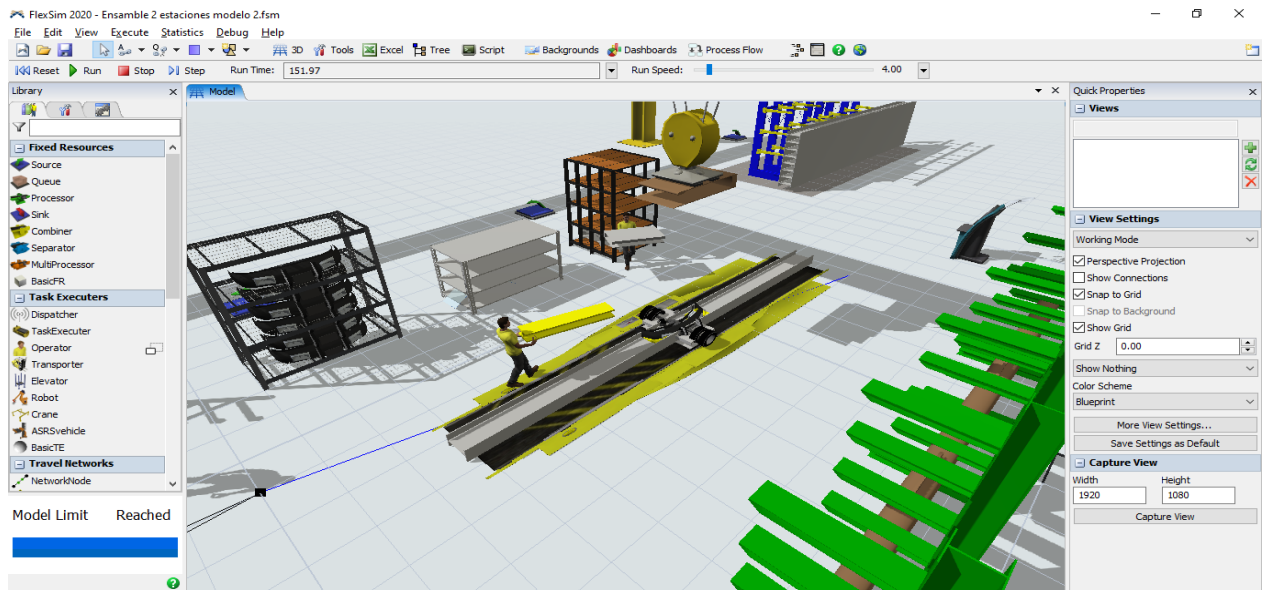 FlexSim 2020 - Ensamble 2 estaciones modelo 2.fsm
File Edit View Execute Statistics Debug Help
3D Tools Excel Tree Script Backgrounds Dashboards Process Flow
Reset Run Stop Step Run Time: 151.97 Run Speed: 4.00
Library
Model
Quick Properties
Views
Fixed Resources
Source
Queue
Processor
Sink
Combiner
Separator
MultiProcessor
BasicFR
Task Executers
Dispatcher
TaskExecuter
Operator
Transporter
Elevator
Robot
Crane
ASRSvehicle
BasicTE
Travel Networks
NetworkNode
Model Limit Reached
View Settings
Working Mode
Perspective Projection
Show Connections
Snap to Grid
Snap to Background
Show Grid
Grid Z 0.00
Show Nothing
Color Scheme
Blueprint
More View Settings...
Save Settings as Default
Capture View
Width Height
1920 1080
Capture View